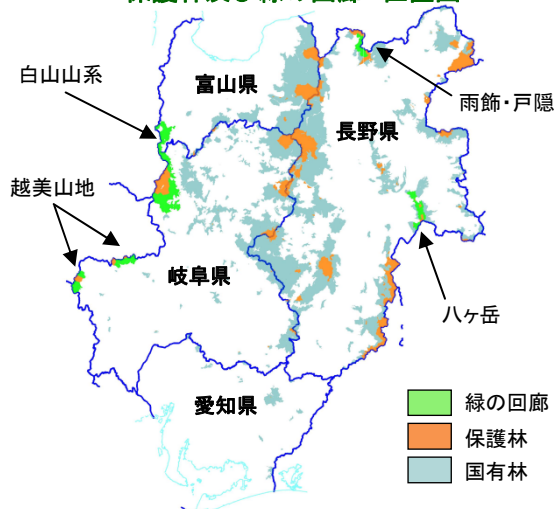 白山山系
富山県
雨飾・戸隠
長野県
越美山地
岐阜県
八ヶ岳
愛知県
緑の回廊
保護林
国有林